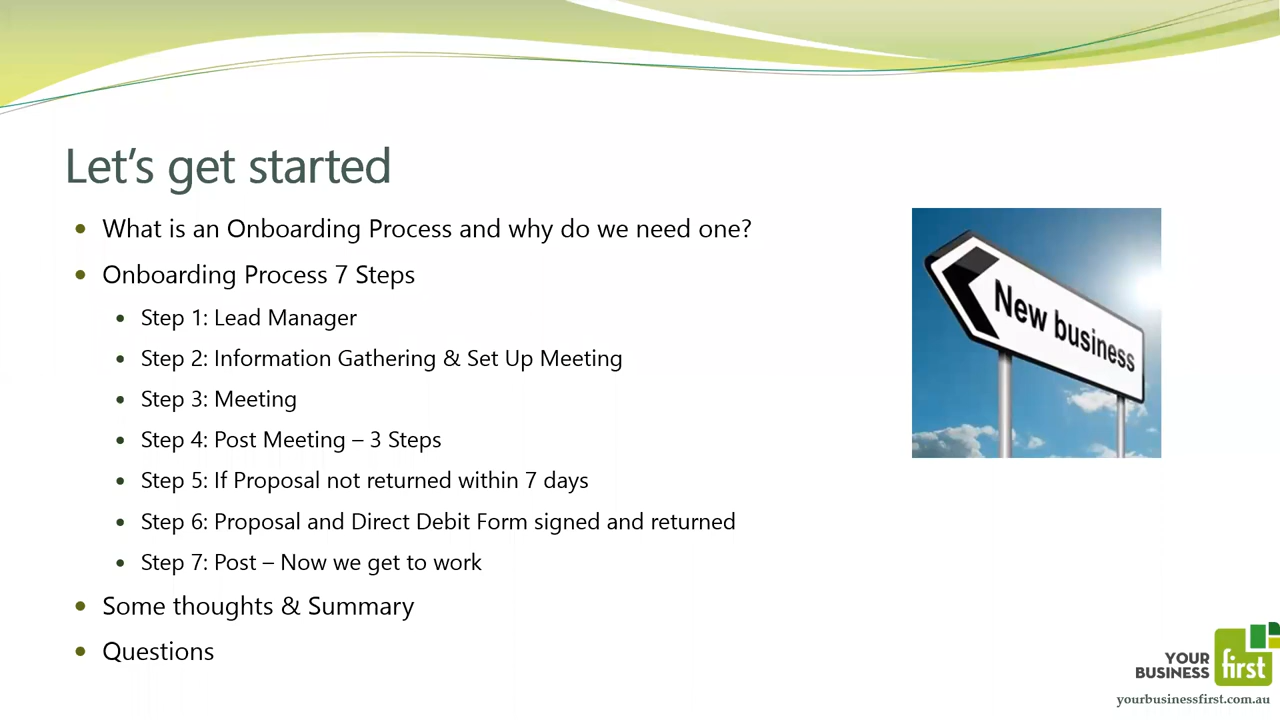 Let’s get started
What is an Onboarding Process and why do we need one?
Onboarding Process 7 Steps
Step 1: Lead Manager
Step 2: Information Gathering & Set Up Meeting
Step 3: Meeting
Step 4: Post Meeting – 3 Steps
Step 5: If Proposal not returned within 7 days
Step 6: Proposal and Direct Debit Form signed and returned
Step 7: Post – Now we get to work
Some thoughts & Summary
Questions
New business
YOUR
BUSINESS first
yourbusinessfirst.com.au